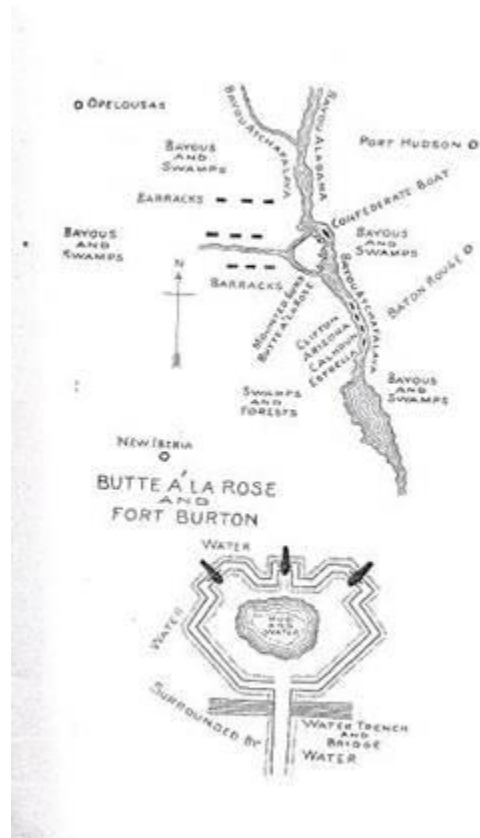 OPELOUSAS
BAYOU ATCHAFALAYA
BAYOU ALABAMA
PORT HUDSON
BAYOUS
AND
SWAMPS
BARRACKS
CONFEDERATE BOAT
BAYOUS
AND
SWAMPS
BAYOUS
AND
SWAMPS
N
BARRACKS
BATON ROUGE
BAYOU ATCHAFALAYA
MOUNTED GUNS
BUTTE A'LA ROSE
CLIFTON
ARIZONA
CALHOUN
ESTRELLA
SWAMPS
AND
FORESTS
BAYOUS
AND
SWAMPS
NEW IBERIA
BUTTE A'LA ROSE
AND
FORT BURTON
WATER
WATER
MUD
AND
WATER
SURROUNDED BY
WATER TRENCH
AND
BRIDGE
WATER